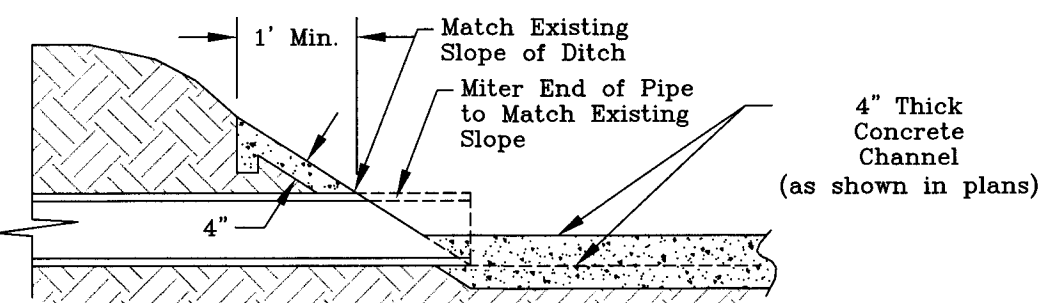 1' Min.
Match Existing
Slope of Ditch
Miter End of Pipe
to Match Existing
Slope
4" Thick
Concrete
Channel
(as shown in plans)
4"